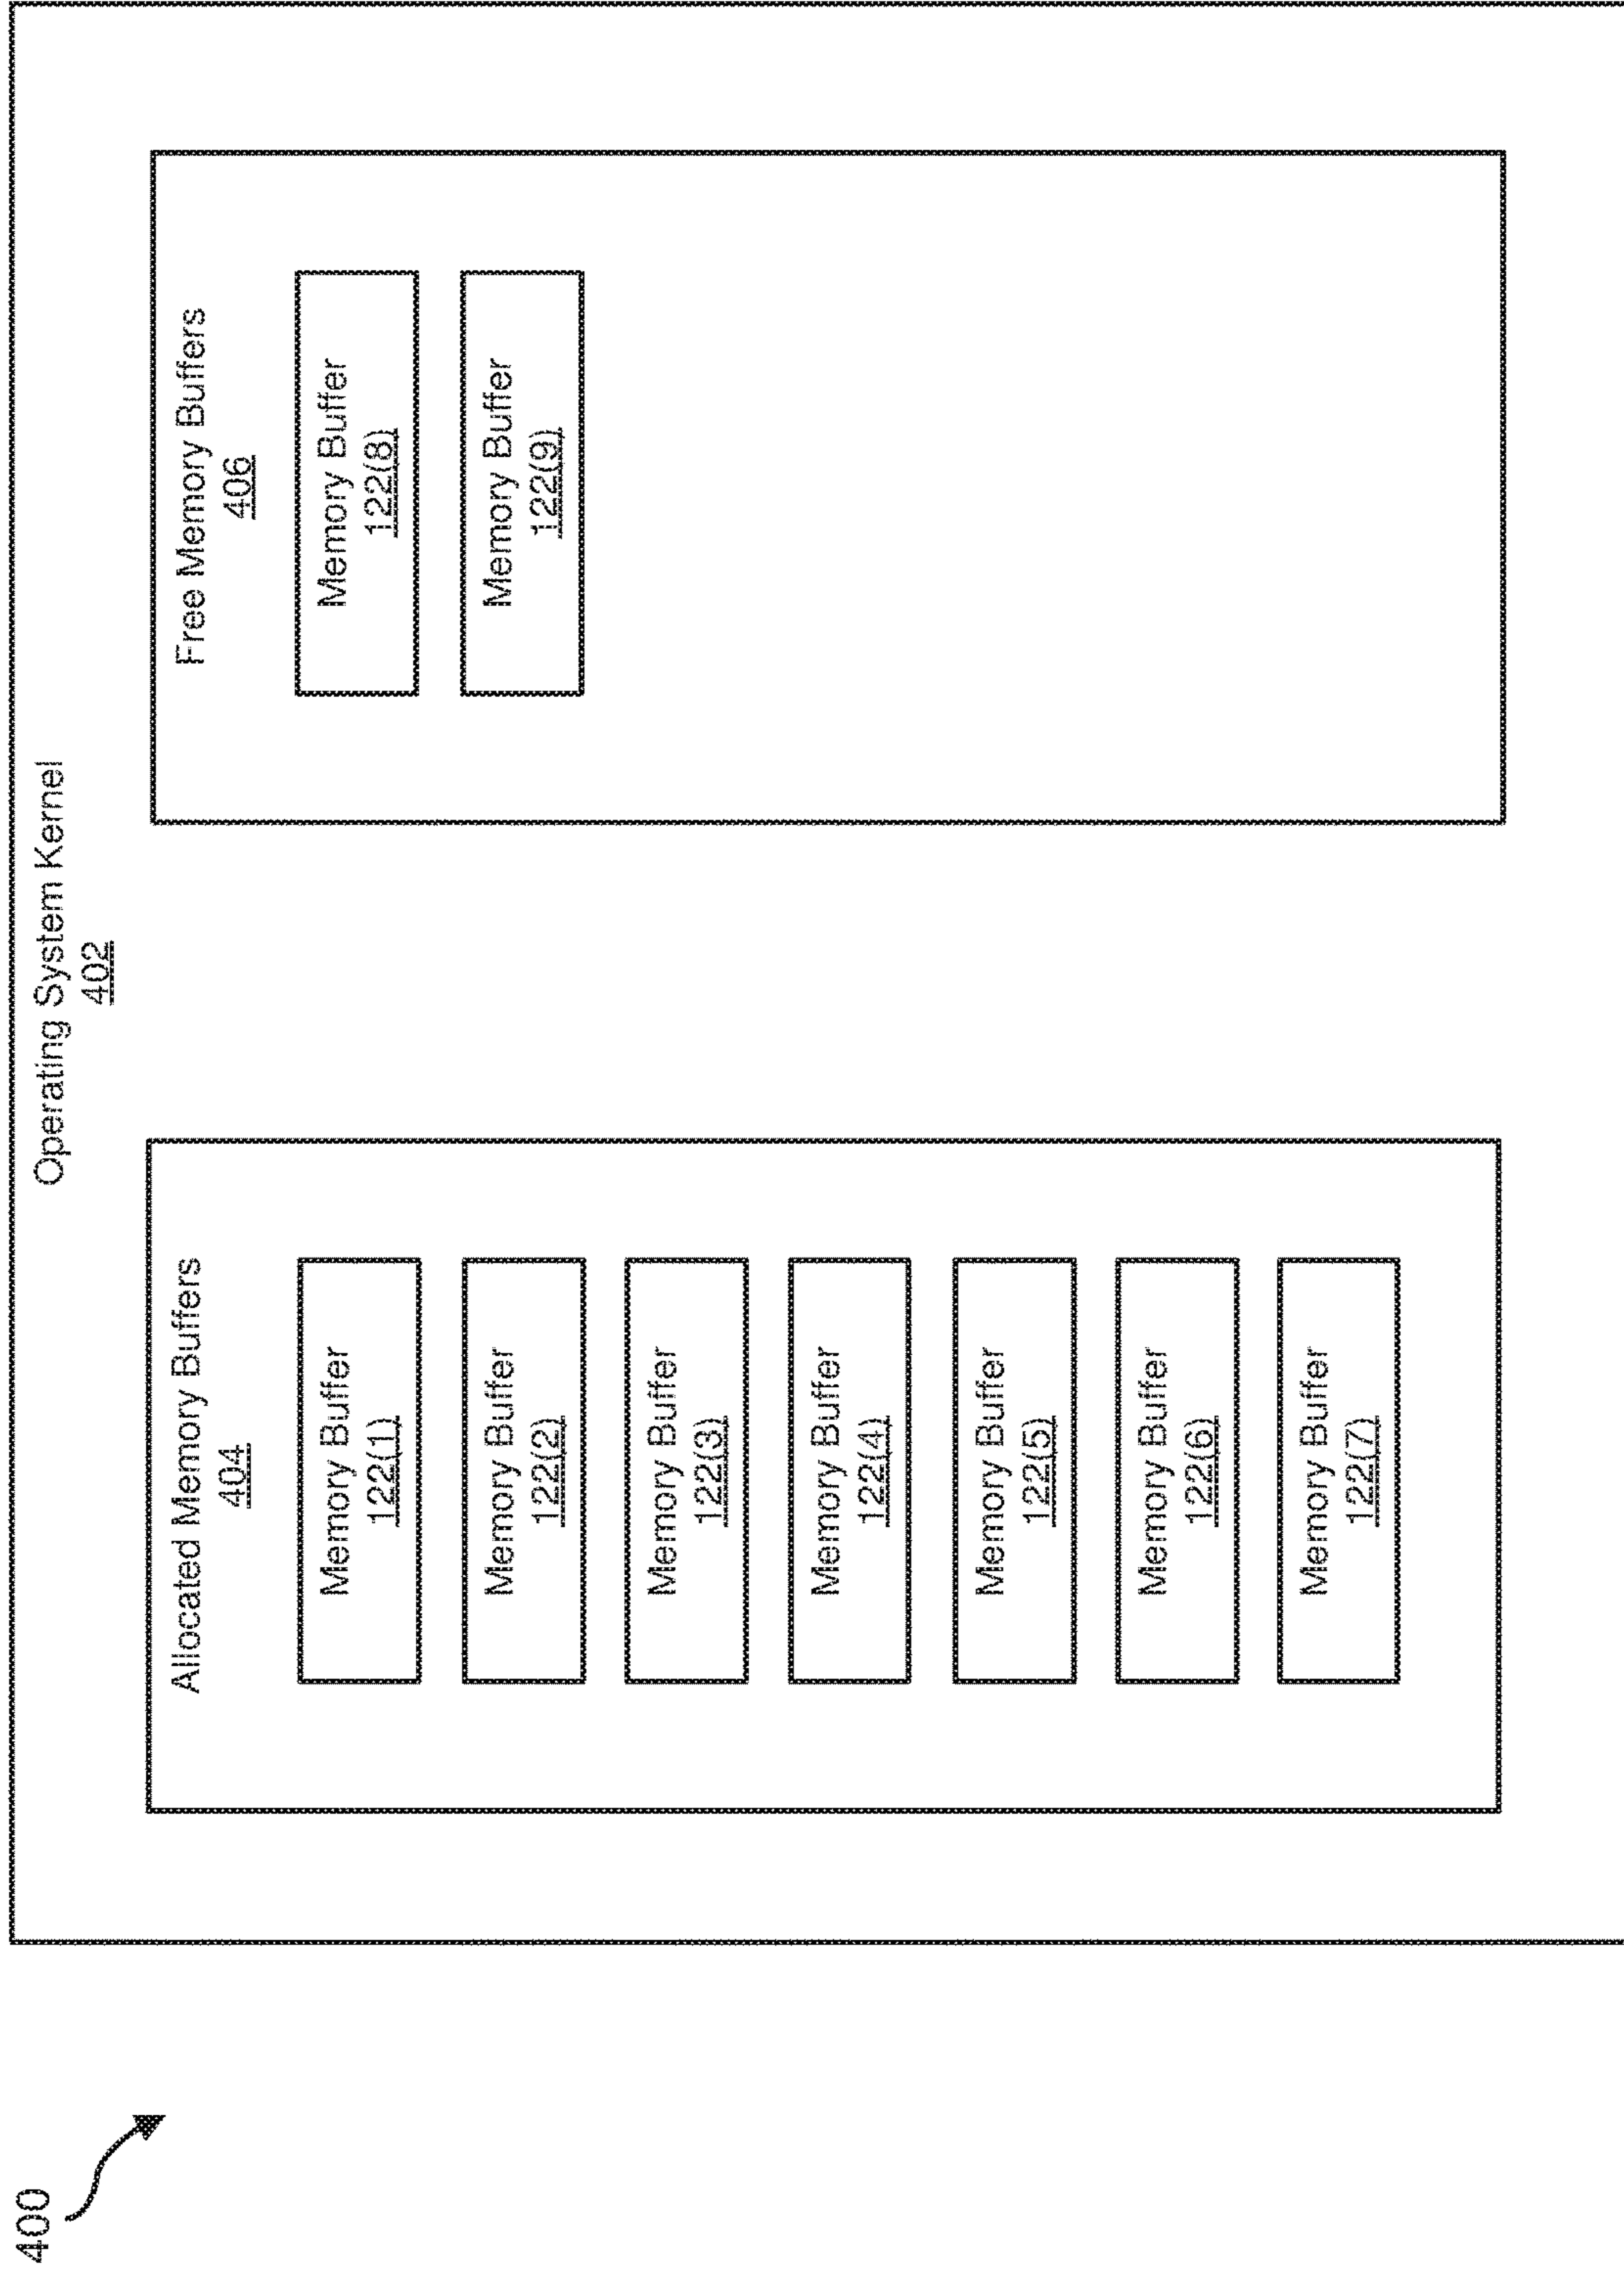 400
Operating System Kernel
402
Allocated Memory Buffers
404
Memory Buffer
122(1)
Memory Buffer
122(2)
Memory Buffer
122(3)
Memory Buffer
122(4)
Memory Buffer
122(5)
Memory Buffer
122(6)
Memory Buffer
122(7)
Free Memory Buffers
406
Memory Buffer
122(8)
Memory Buffer
122(9)